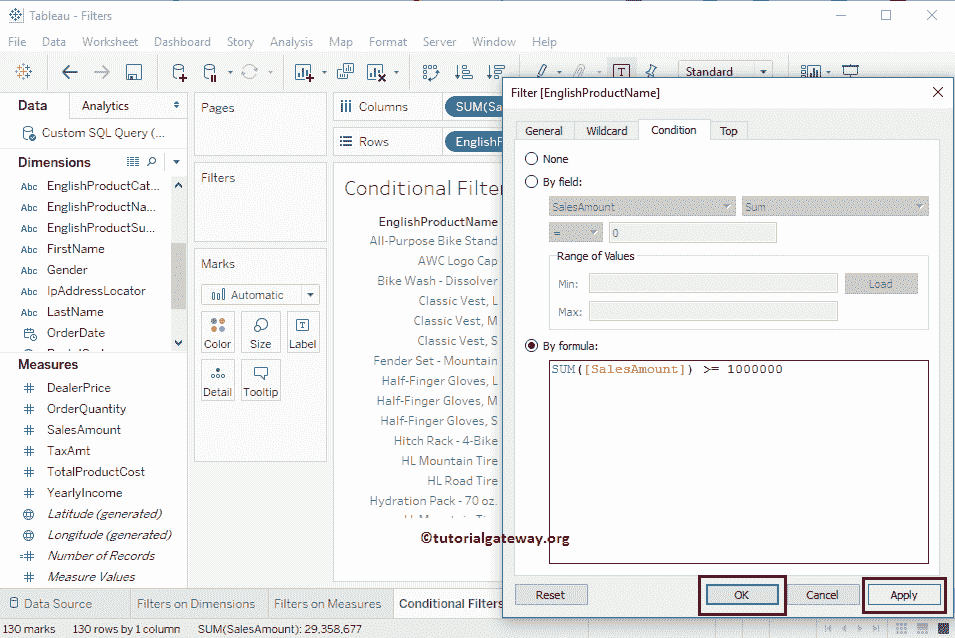 Tableau - Filters
File Data Worksheet Dashboard Story Analysis Map Format Server Window Help
Standard
Data Analytics
Custom SQL Query (...
Dimensions
Abc EnglishProductCat...
Abc EnglishProductNa...
Abc EnglishProductSu...
Abc FirstName
Abc Gender
Abc IpAddressLocator
Abc LastName
OrderDate
Measures
# DealerPrice
# OrderQuantity
# SalesAmount
# TaxAmt
# TotalProductCost
# YearlyIncome
Latitude (generated)
Longitude (generated)
=# Number of Records
# Measure Values
Pages
Filters
Marks
Automatic
Color Size Label
Detail Tooltip
Columns SUM(Sa
Rows EnglishF
Conditional Filter
EnglishProductName
All-Purpose Bike Stand
AWC Logo Cap
Bike Wash - Dissolver
Classic Vest, L
Classic Vest, M
Classic Vest, S
Fender Set - Mountain
Half-Finger Gloves, L
Half-Finger Gloves, M
Half-Finger Gloves, S
Hitch Rack - 4-Bike
HL Mountain Tire
HL Road Tire
Hydration Pack - 70 oz.
©tutorialgateway.org
Filter [EnglishProductName]
General Wildcard Condition Top
None
By field:
SalesAmount Sum
= 0
Range of Values
Min: Load
Max:
By formula:
SUM([SalesAmount]) >= 1000000
Reset OK Cancel Apply
Data Source Filters on Dimensions Filters on Measures Conditional Filters
130 marks 130 rows by 1 column SUM(SalesAmount): 29,358,677